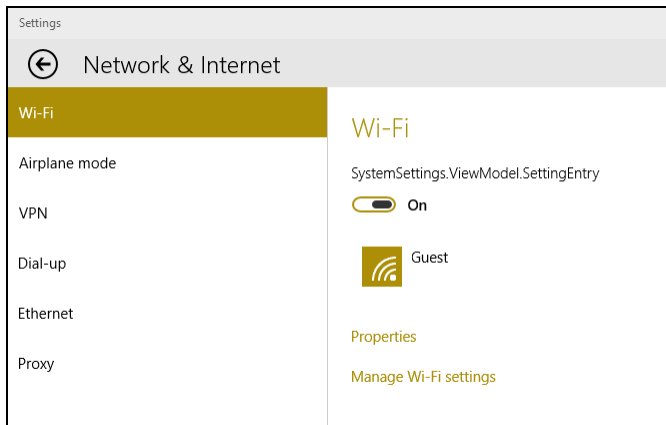 Settings
Network & Internet
Wi-Fi
Airplane mode
VPN
Dial-up
Ethernet
Proxy
Wi-Fi
SystemSettings.ViewModel.SettingEntry
On
Guest
Properties
Manage Wi-Fi settings